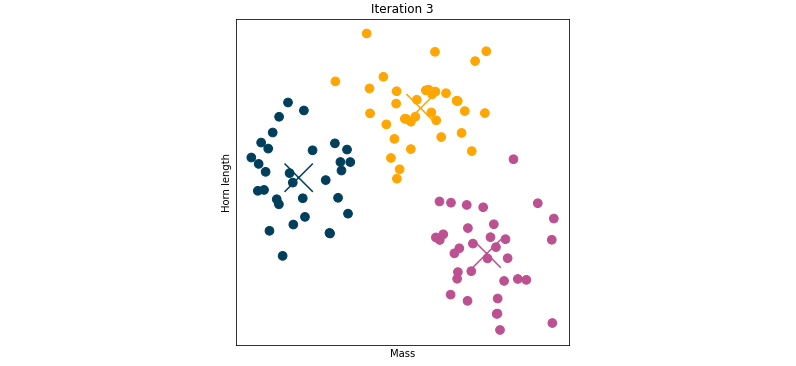 Iteration 3
Horn length
Mass